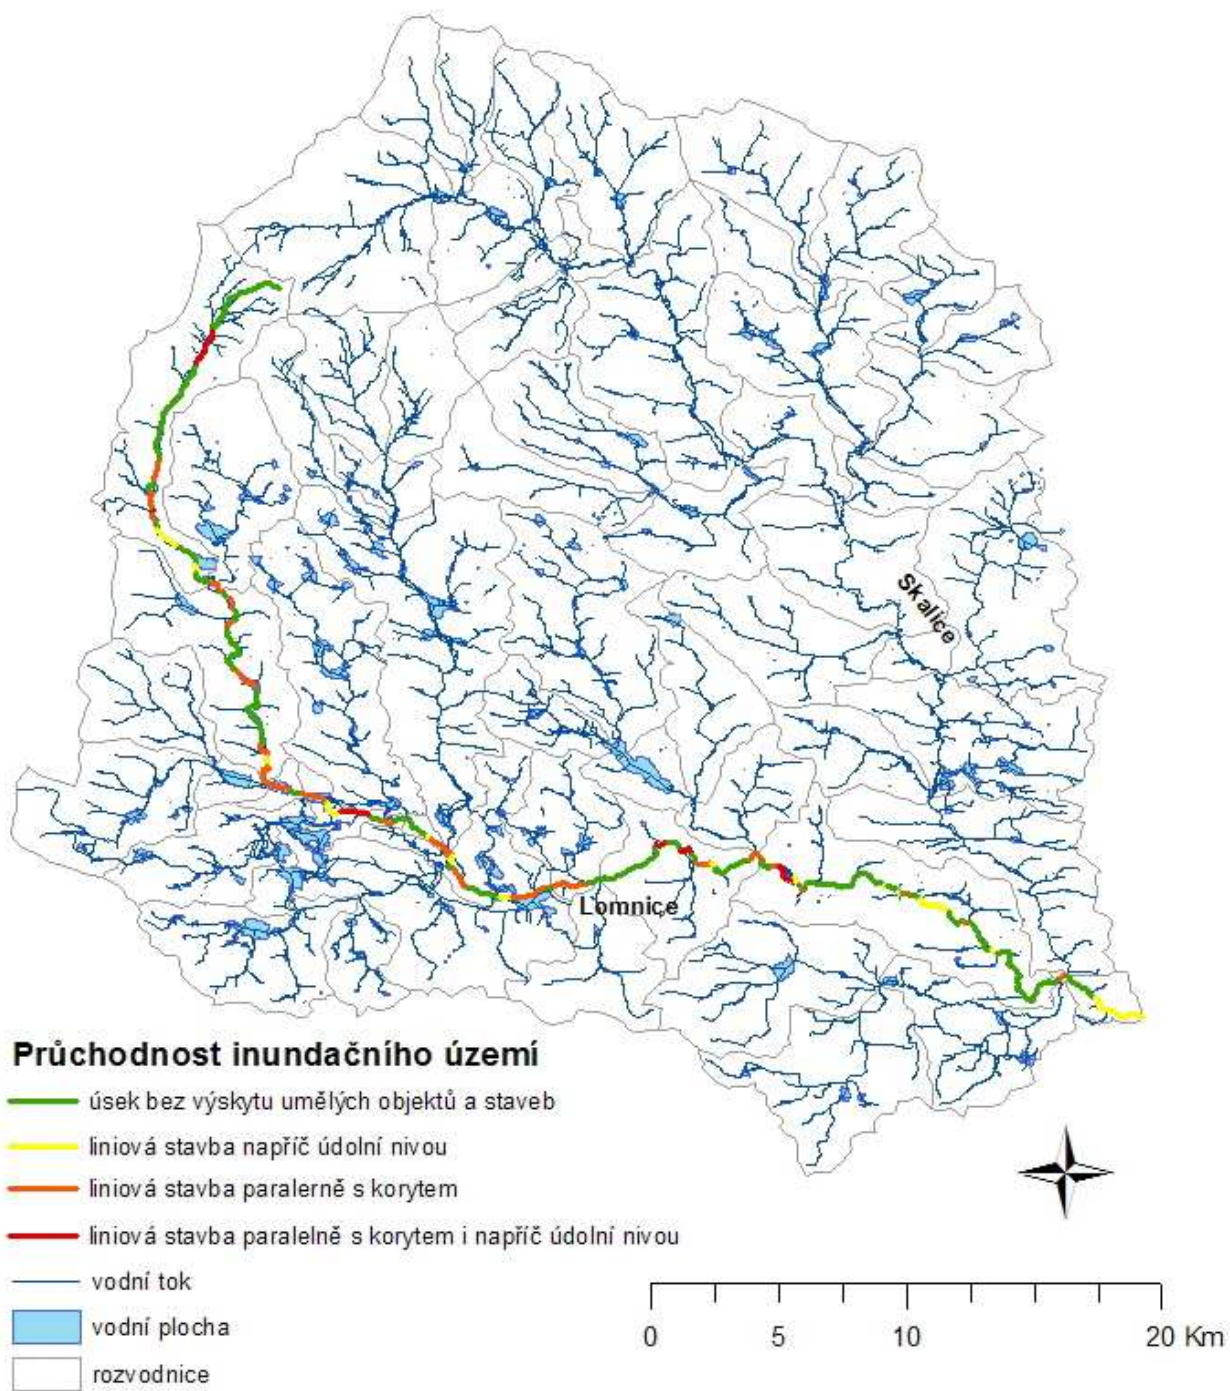 Skalice
Lomnice
Průchodnost inundačního území
úsek bez výskytu umělých objektů a staveb
liniová stavba napříč údolní nivou
liniová stavba paralerně s korytem
liniová stavba paralelně s korytem i napříč údolní nivou
vodní tok
vodní plocha
rozvodnice
0 5 10 20 Km